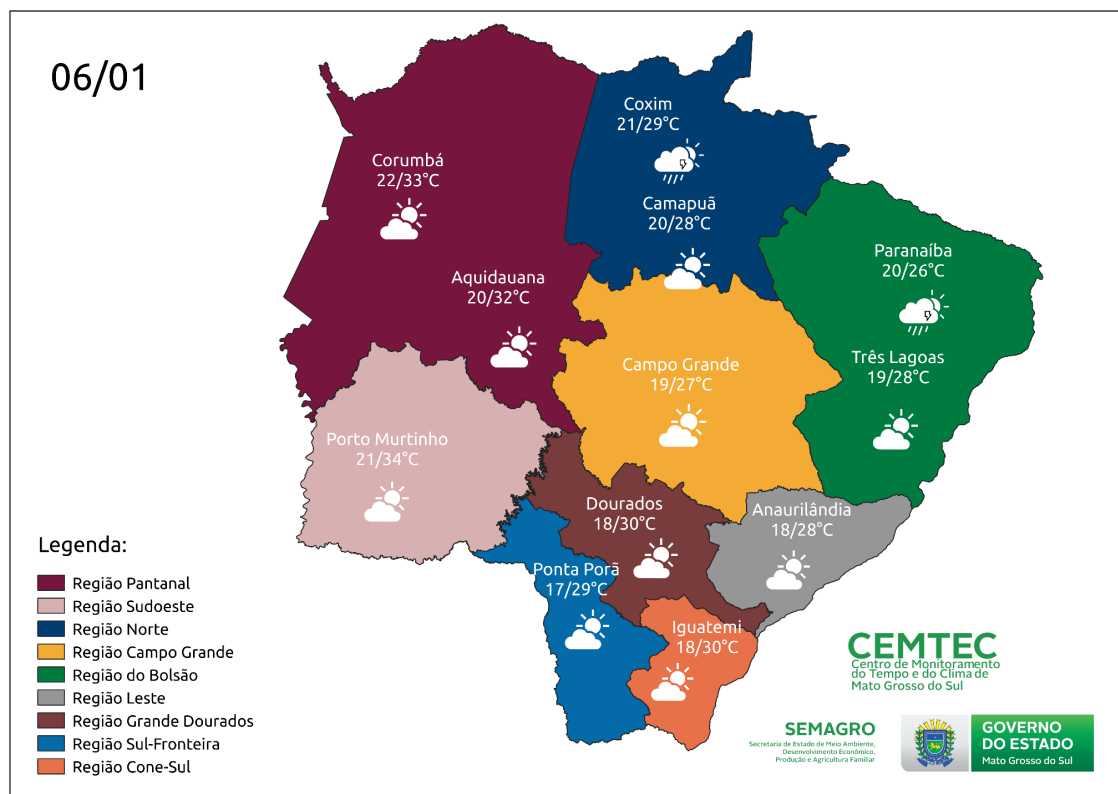 06/01
Coxim
21/29°C
Corumbá
22/33°C
Camapuã
20/28°C
Paranaíba
20/26°C
Aquidauana
20/32°C
Três Lagoas
19/28°C
Campo Grande
19/27°C
Porto Murtinho
21/34°C
Dourados
18/30°C
Anaurilândia
18/28°C
Ponta Porã
17/29°C
Iguatemi
18/30°C
Legenda:
Região Pantanal
Região Sudoeste
Região Norte
Região Campo Grande
Região do Bolsão
Região Leste
Região Grande Dourados
Região Sul-Fronteira
Região Cone-Sul
CEMTEC
Centro de Monitoramento
do Tempo e do Clima de
Mato Grosso do Sul
SEMAGRO
Secretaria de Estado de Meio Ambiente,
Desenvolvimento Econômico,
Produção e Agricultura Familiar
GOVERNO
DO ESTADO
Mato Grosso do Sul